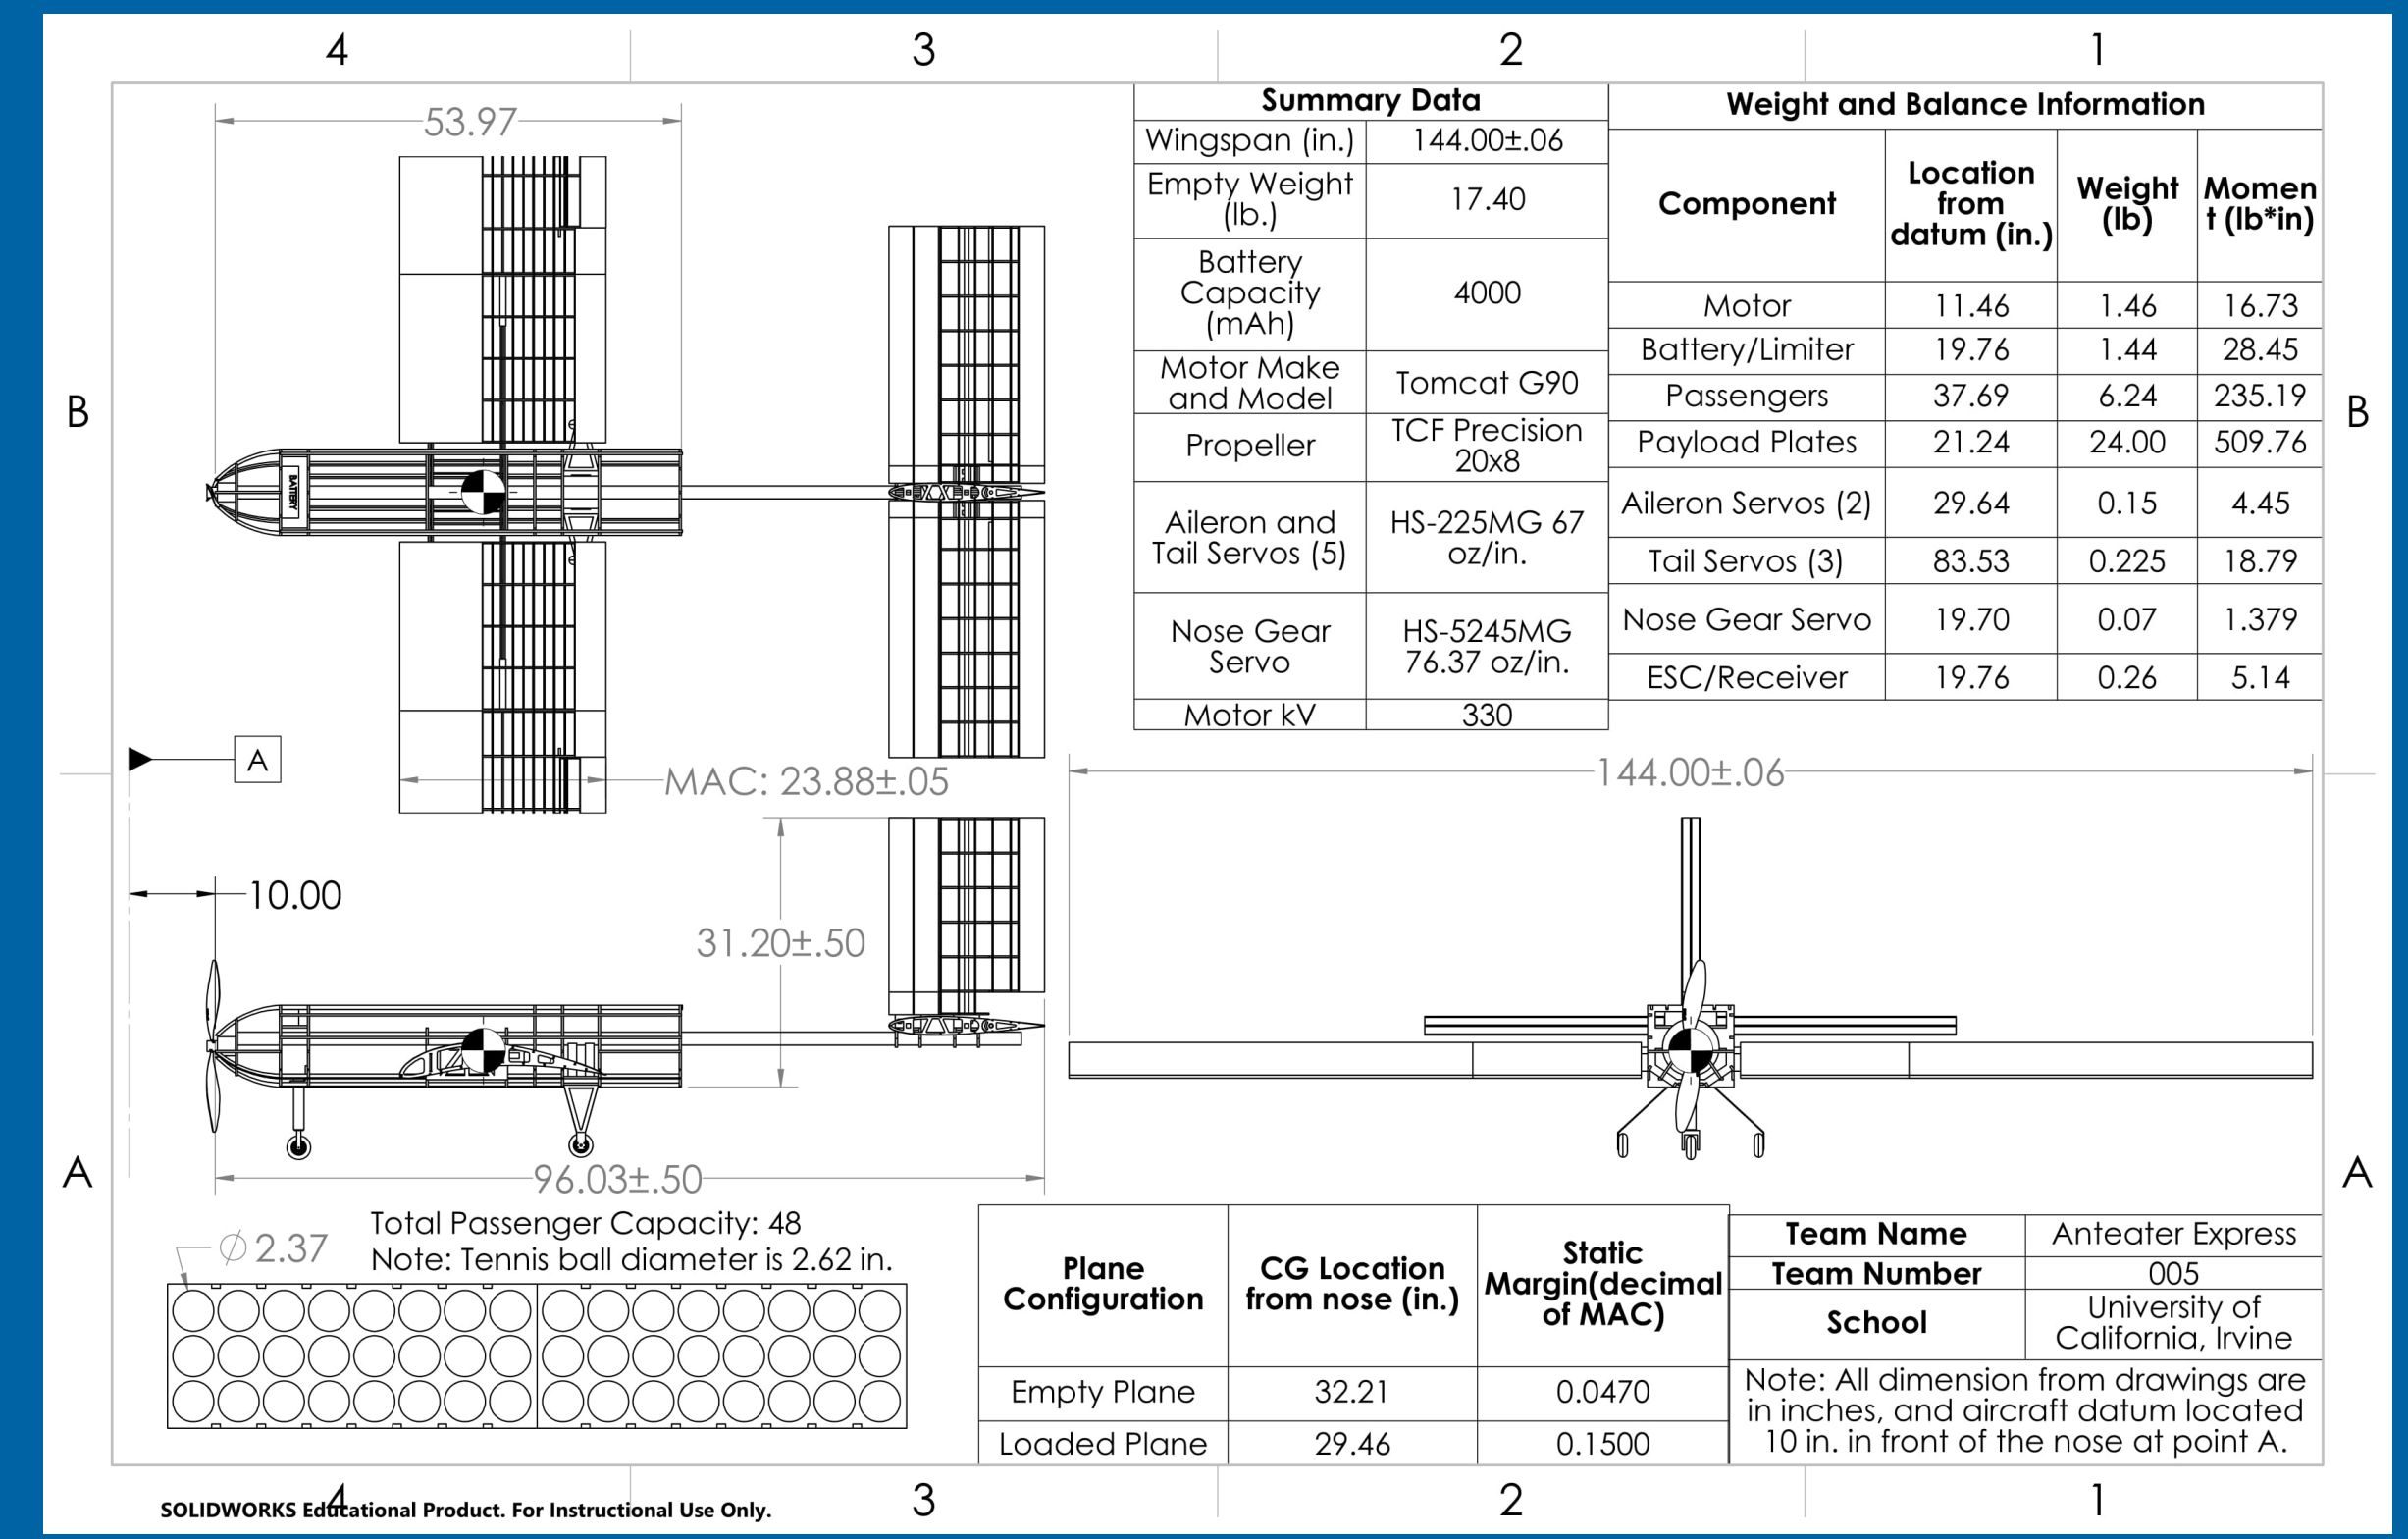 4 3 2 1
53.97
Summary Data
Wingspan (in.) 144.00±.06
Empty Weight
(lb.) 17.40
Battery
Capacity
(mAh) 4000
Motor Make
and Model Tomcat G90
Propeller TCF Precision
20x8
Aileron and
Tail Servos (5) HS-225MG 67
oz/in.
Nose Gear
Servo HS-5245MG
76.37 oz/in.
Motor kV 330
Weight and Balance Information
Component Location
from
datum (in.) Weight
(lb) Momen
t (lb*in)
Motor 11.46 1.46 16.73
Battery/Limiter 19.76 1.44 28.45
Passengers 37.69 6.24 235.19
Payload Plates 21.24 24.00 509.76
Aileron Servos (2) 29.64 0.15 4.45
Tail Servos (3) 83.53 0.225 18.79
Nose Gear Servo 19.70 0.07 1.379
ESC/Receiver 19.76 0.26 5.14
B B
BATTERY
A
MAC: 23.88±.05
144.00±.06
10.00
31.20±.50
A A
96.03±.50
Total Passenger Capacity: 48
Note: Tennis ball diameter is 2.62 in.
∅ 2.37
Plane
Configuration CG Location
from nose (in.) Static
Margin(decimal
of MAC)
Empty Plane 32.21 0.0470
Loaded Plane 29.46 0.1500
Team Name Anteater Express
Team Number 005
School University of
California, Irvine
Note: All dimension from drawings are
in inches, and aircraft datum located
10 in. in front of the nose at point A.
4 3 2 1
SOLIDWORKS Educational Product. For Instructional Use Only.